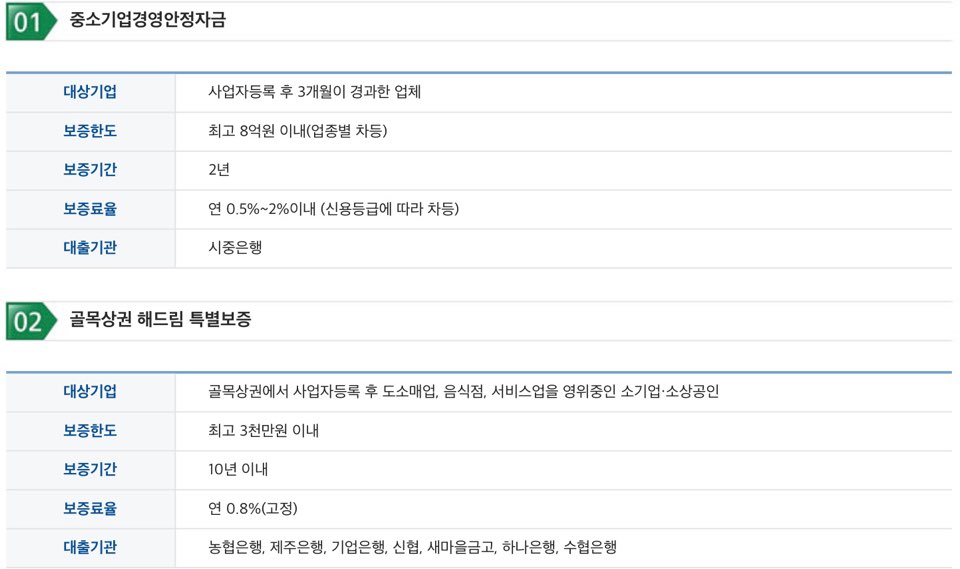 01 중소기업경영안정자금
대상기업 사업자등록 후 3개월이 경과한 업체
보증한도 최고 8억원 이내(업종별 차등)
보증기간 2년
보증료율 연 0.5%~2%이내 (신용등급에 따라 차등)
대출기관 시중은행
02 골목상권 해드림 특별보증
대상기업 골목상권에서 사업자등록 후 도소매업, 음식점, 서비스업을 영위중인 소기업·소상공인
보증한도 최고 3천만원 이내
보증기간 10년 이내
보증료율 연 0.8%(고정)
대출기관 농협은행, 제주은행, 기업은행, 신협, 새마을금고, 하나은행, 수협은행